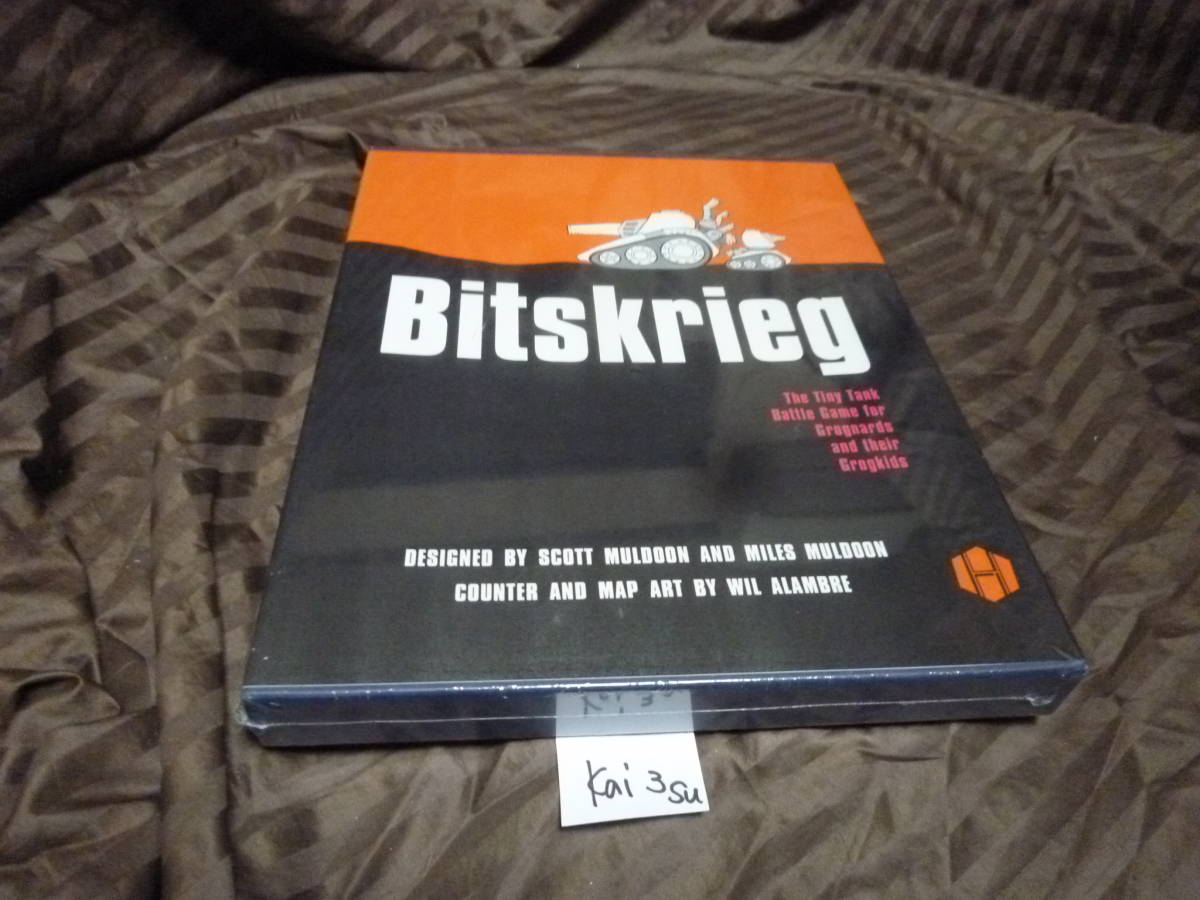 Bitskrieg
The Tiny Tank
Battle Game for
Grognards
and their
Grogkids
DESIGNED BY SCOTT MULDOON AND MILES MULDOON
COUNTER AND MAP ART BY WIL ALAMBRE
Kai 3su